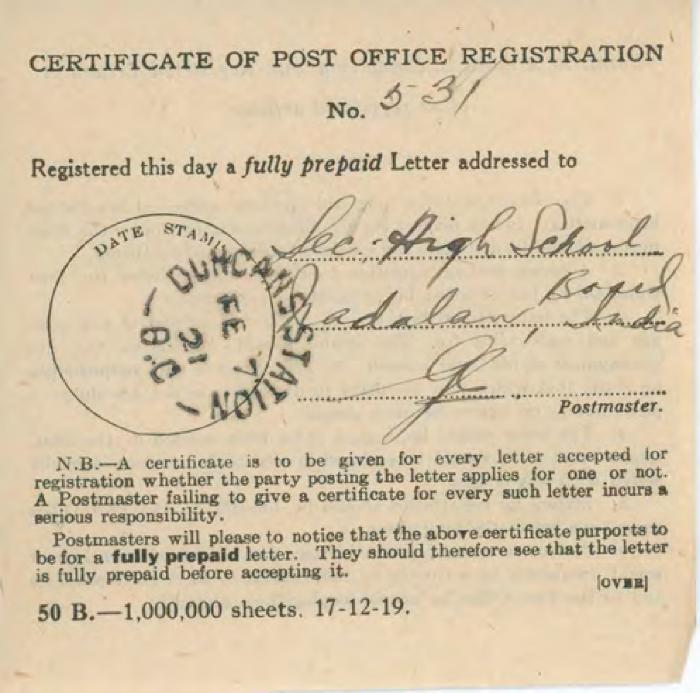 CERTIFICATE OF POST OFFICE REGISTRATION
No. 531
Registered this day a fully prepaid Letter addressed to
DATE STAMP
DUNCANS STATION
FE 7
21
B.C
Sec. High School
Board
India
Postmaster.
N.B.—A certificate is to be given for every letter accepted for
registration whether the party posting the letter applies for one or not.
A Postmaster failing to give a certificate for every such letter incurs a
serious responsibility.
Postmasters will please to notice that the above certificate purports to
be for a fully prepaid letter. They should therefore see that the letter
is fully prepaid before accepting it.
[OVER]
50 B.—1,000,000 sheets. 17-12-19.